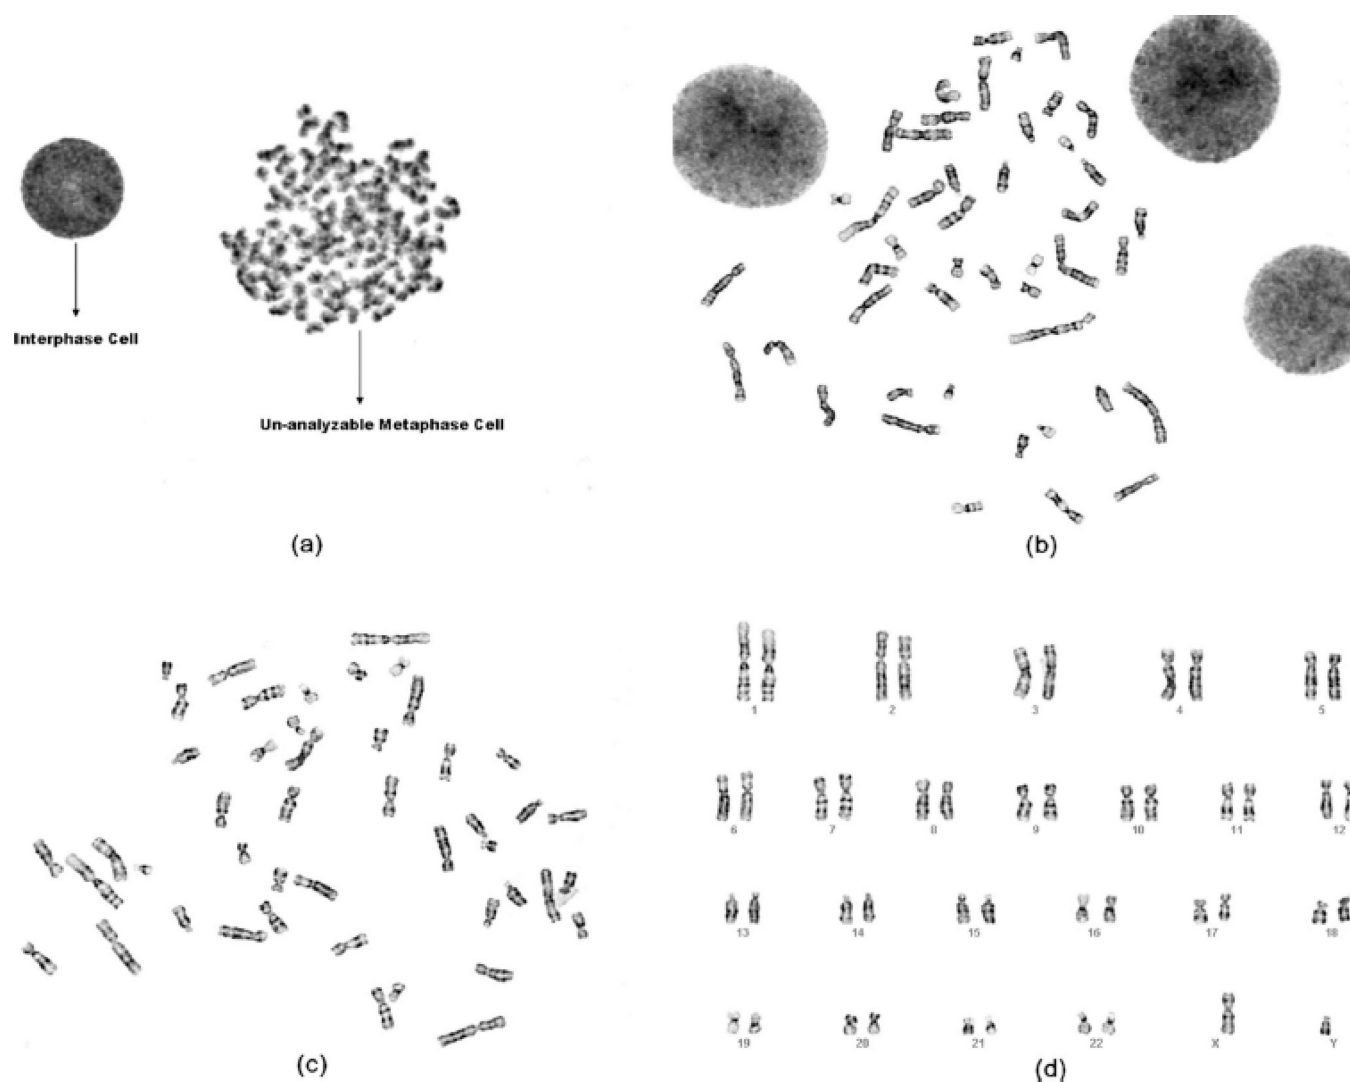 Interphase Cell
Un-analyzable Metaphase Cell
(a)
(b)
(c)
1 2 3 4 5
6 7 8 9 10 11 12
13 14 15 16 17 18
19 20 21 22 X Y
(d)